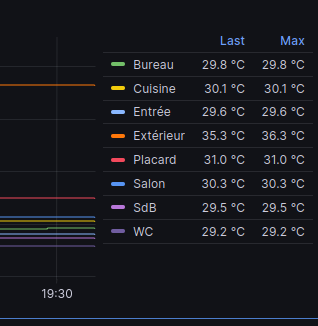 Last Max
Bureau 29.8 °C 29.8 °C
Cuisine 30.1 °C 30.1 °C
Entrée 29.6 °C 29.6 °C
Extérieur 35.3 °C 36.3 °C
Placard 31.0 °C 31.0 °C
Salon 30.3 °C 30.3 °C
SdB 29.5 °C 29.5 °C
WC 29.2 °C 29.2 °C
19:30